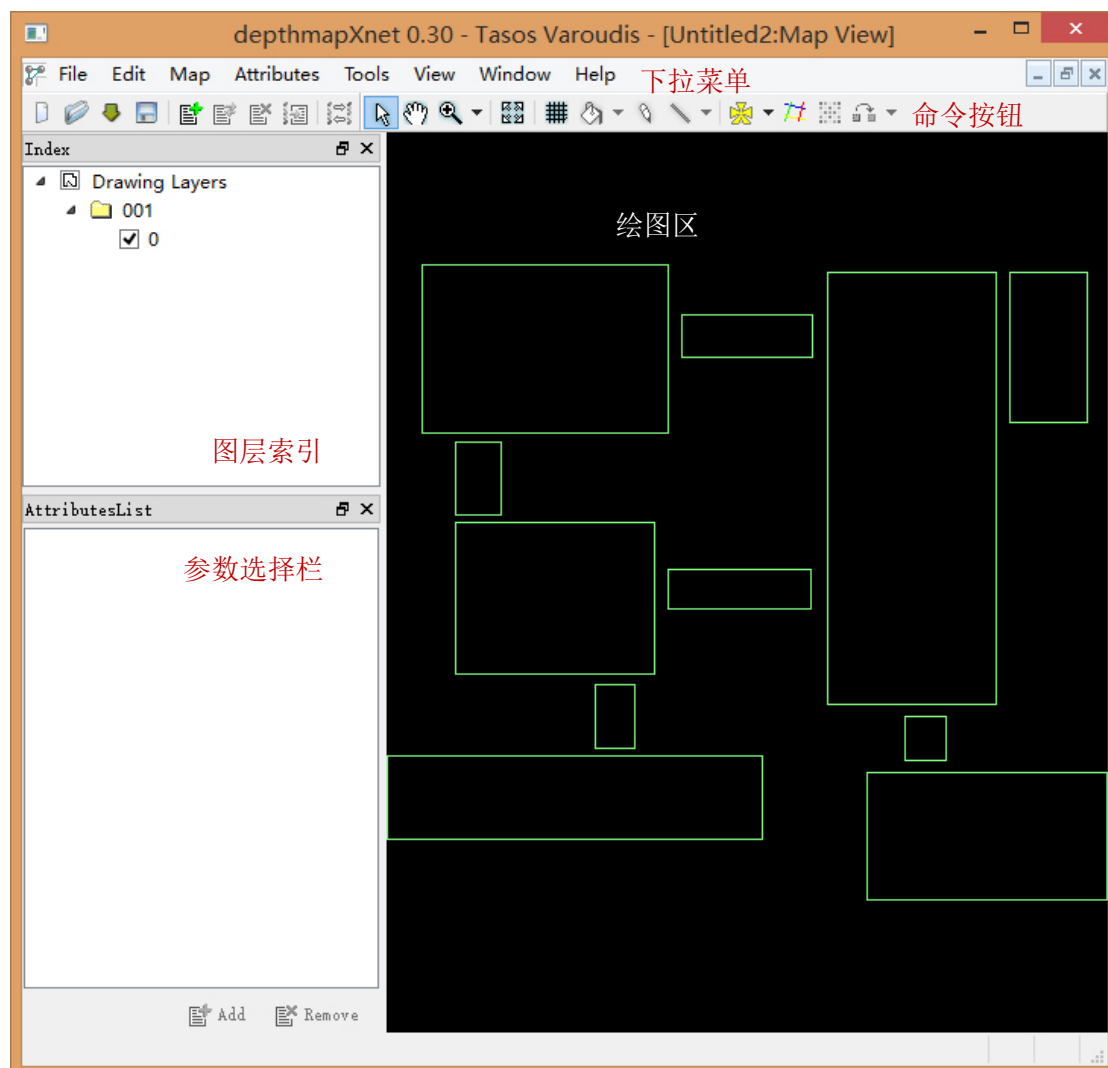 depthmapXnet 0.30 - Tasos Varoudis - [Untitled2:Map View]
File Edit Map Attributes Tools View Window Help 下拉菜单
命令按钮
Index
Drawing Layers
001
0
绘图区
图层索引
AttributesList
参数选择栏
Add Remove